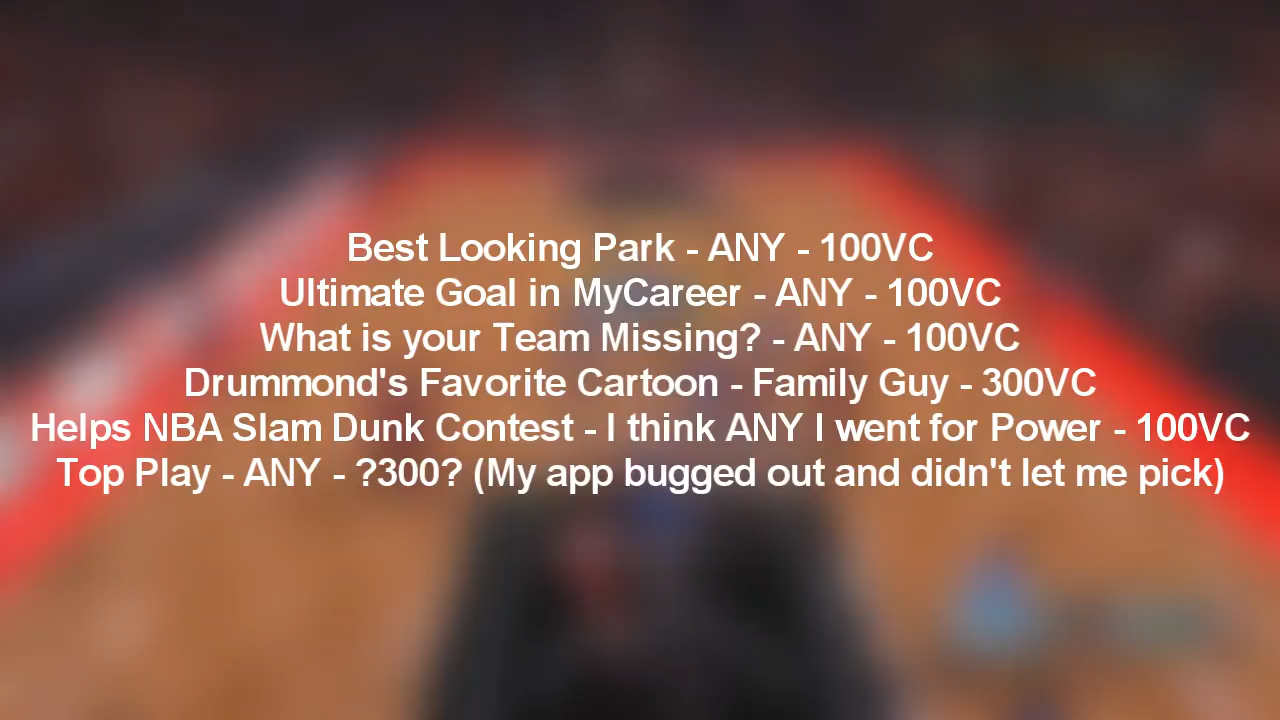 Best Looking Park - ANY - 100VC
Ultimate Goal in MyCareer - ANY - 100VC
What is your Team Missing? - ANY - 100VC
Drummond's Favorite Cartoon - Family Guy - 300VC
Helps NBA Slam Dunk Contest - I think ANY I went for Power - 100VC
Top Play - ANY - ?300? (My app bugged out and didn't let me pick)